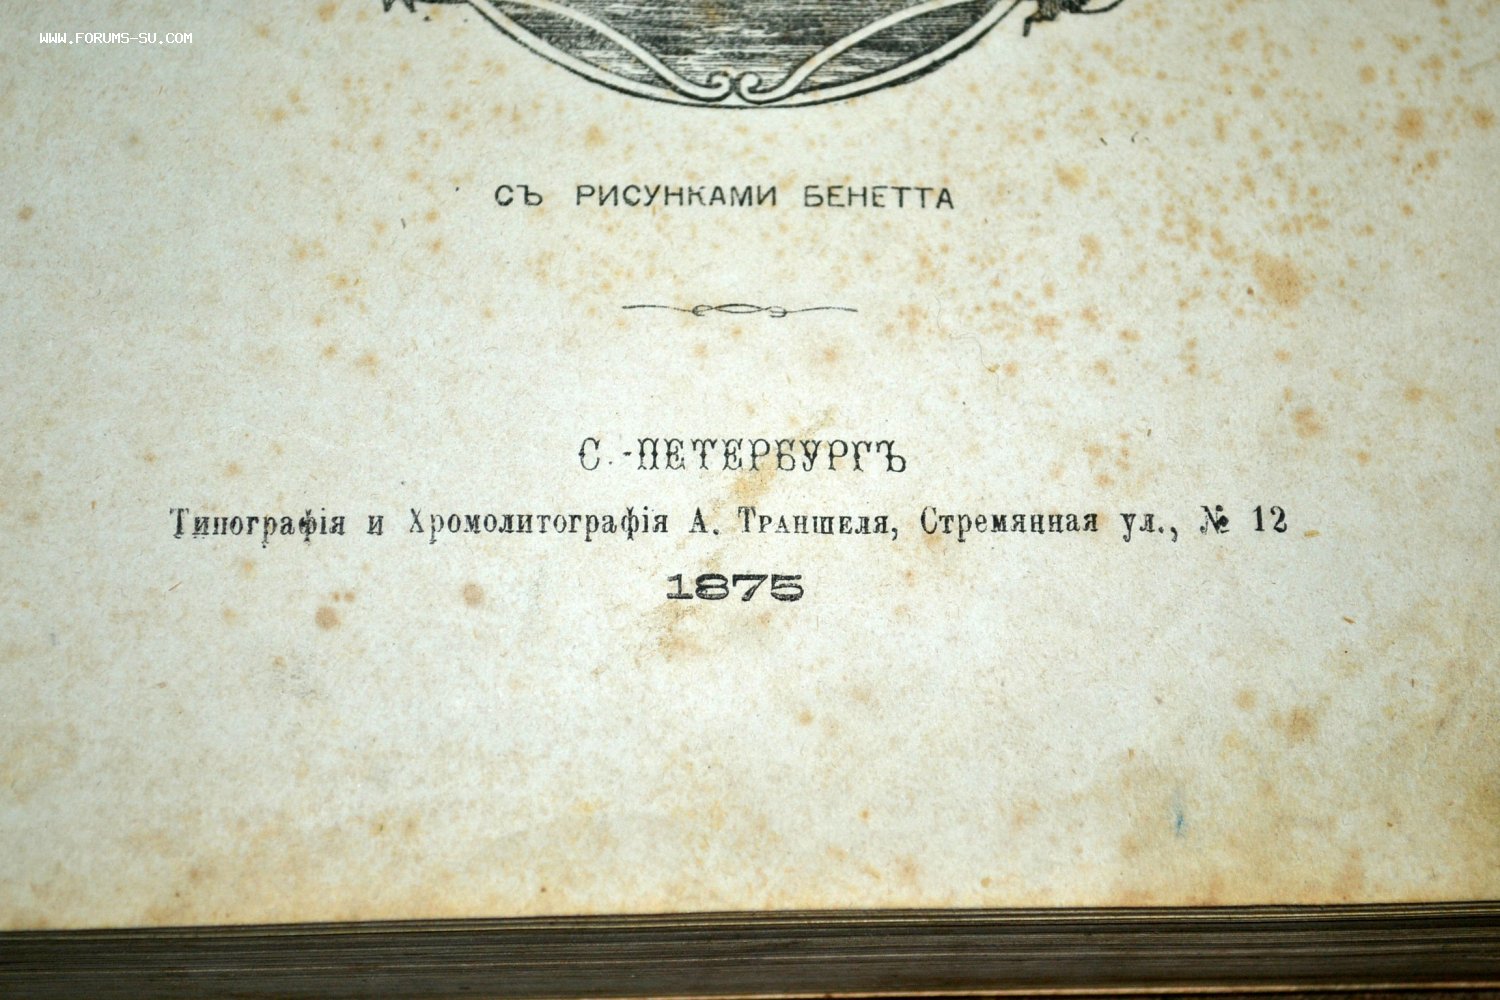 WWW.FORUMS-SU.COM
СЪ РИСУНКАМИ БЕНЕТТА
С.-ПЕТЕРБУРГЪ
Типографія и Хромолитографія А. Траншеля, Стремянная ул., № 12
1875